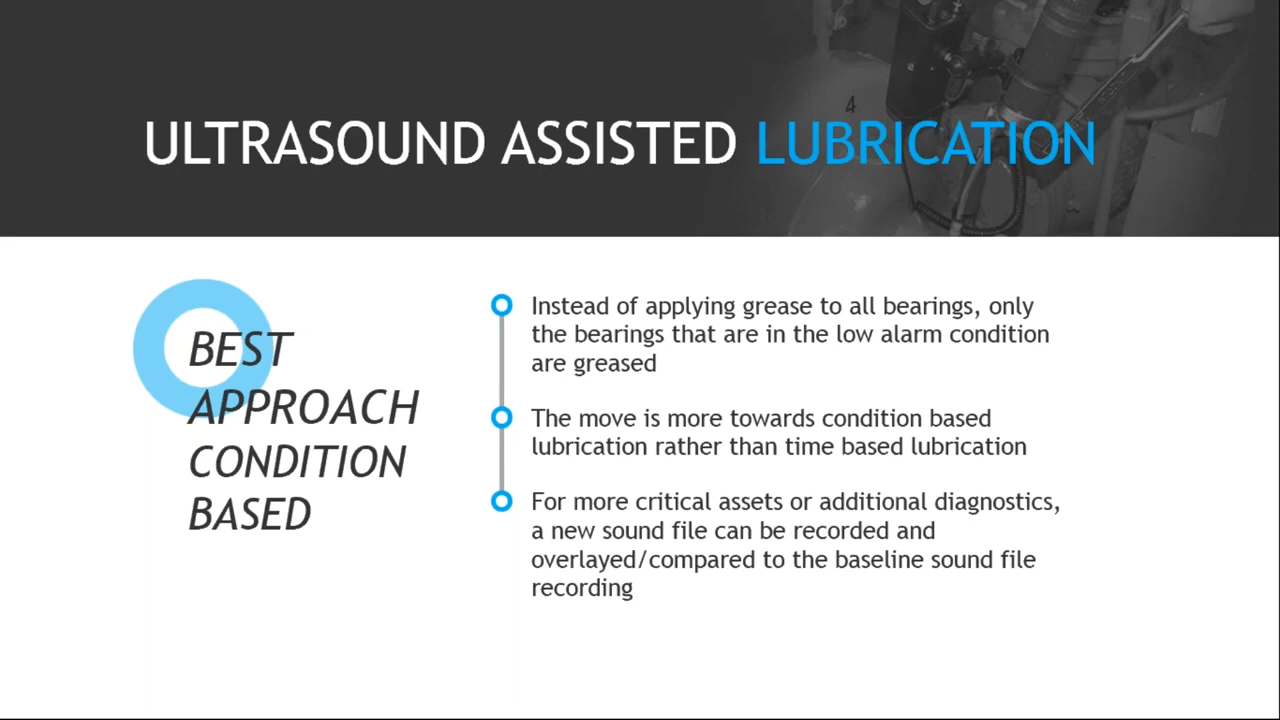 4
ULTRASOUND ASSISTED LUBRICATION
BEST
APPROACH
CONDITION
BASED
Instead of applying grease to all bearings, only
the bearings that are in the low alarm condition
are greased
The move is more towards condition based
lubrication rather than time based lubrication
For more critical assets or additional diagnostics,
a new sound file can be recorded and
overlayed/compared to the baseline sound file
recording